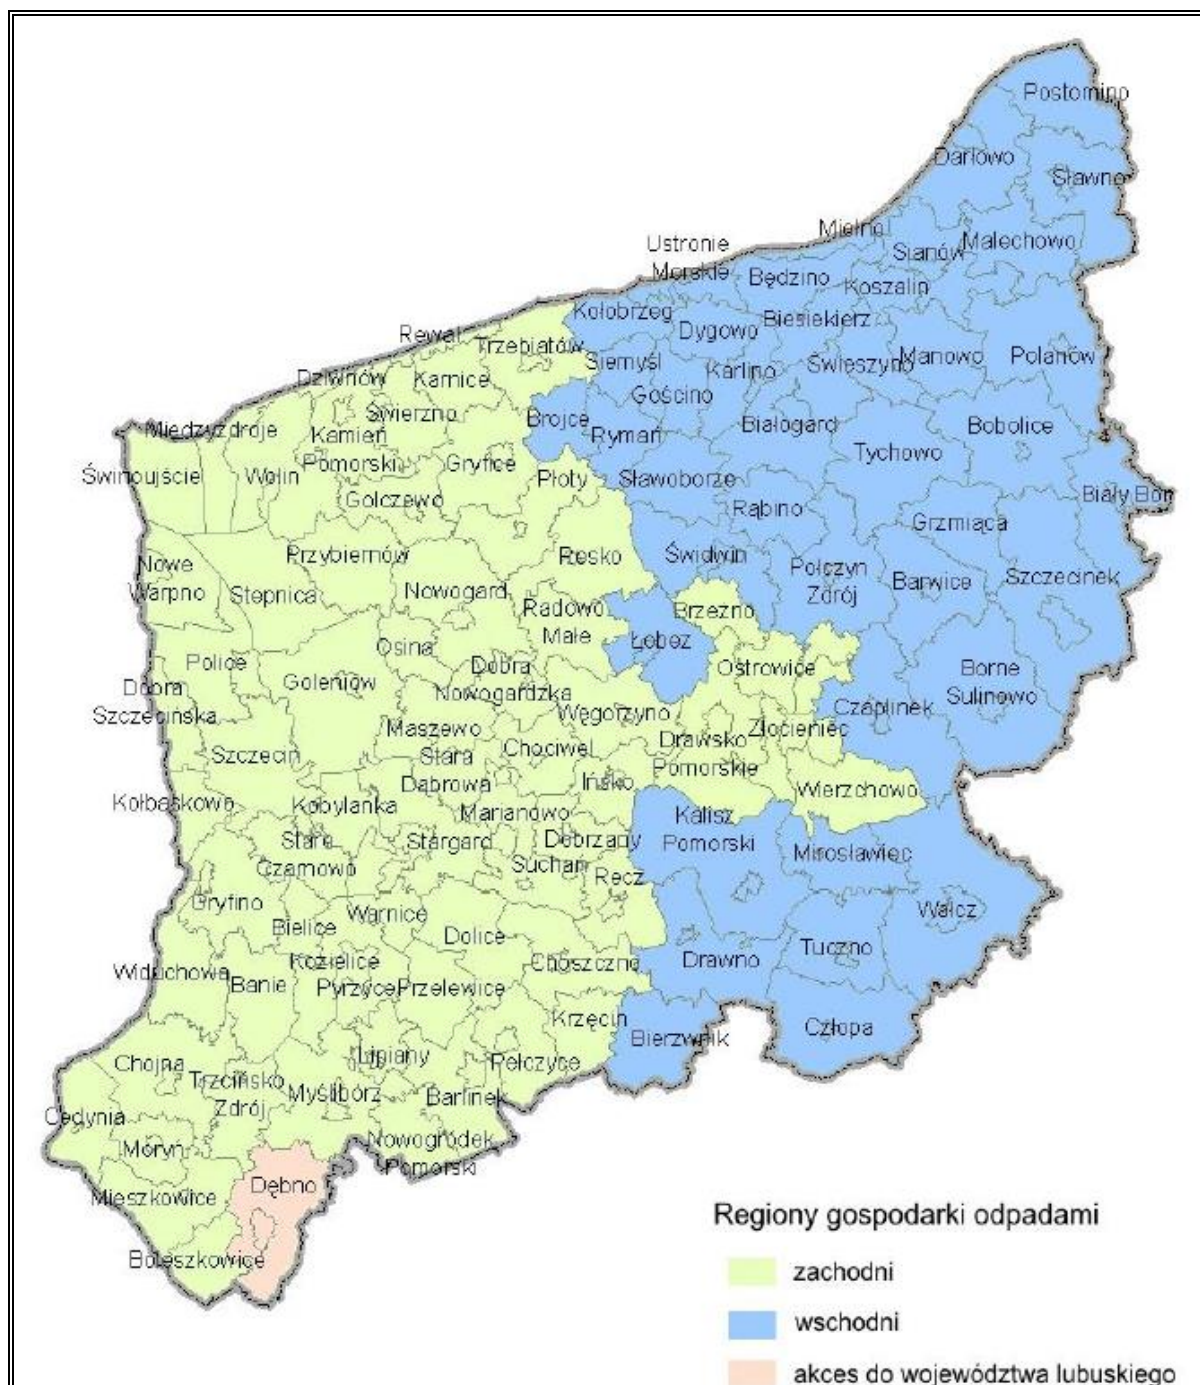 Postomino
Darłowo
Sławno
Mielno
Ustronie
Morskie
Sianów
Malechowo
Będzino
Koszalin
Kołobrzeg
Dygowo
Biesiekierz
Rewal
Trzebiatów
Siemyśl
Karlino
Świeszyno
Manowo
Polanów
Dziwnów
Karnice
Gościno
Świerzno
Brojce
Rymań
Białogard
Bobolice
Międzyzdroje
Kamień
Pomorski
Gryfice
Tychowo
Świnoujście
Wolin
Płoty
Sławoborze
Biały Bór
Golczewo
Rąbino
Grzmiąca
Nowe
Warpno
Przybiernów
Resko
Świdwin
Połczyn
Zdrój
Barwice
Szczecinek
Stepnica
Nowogard
Radowo
Małe
Brzeżno
Łobez
Osina
Police
Dobra
Nowogardzka
Ostrowice
Borne
Sulinowo
Goleniów
Dobra
Szczecińska
Węgorzyno
Czaplinek
Maszewo
Złocieniec
Drawsko
Pomorskie
Szczecin
Stara
Dąbrowa
Chociwel
Ińsko
Wierzchowo
Kołbaskowo
Kobylanka
Marianowo
Kalisz
Pomorski
Stare
Czarnowo
Stargard
Dobrzany
Mirosławiec
Suchań
Recz
Gryfino
Warnice
Wałcz
Bielice
Dolice
Tuczno
Kozielice
Choszczno
Drawno
Widuchowa
Banie
Pyrzyce
Przelewice
Krzęcin
Człopa
Bierzwnik
Chojna
Lipiany
Pełczyce
Trzcińsko
Zdrój
Myślibórz
Barlinek
Cedynia
Moryń
Nowogródek
Pomorski
Mieszkowice
Dębno
Boleszkowice
Regiony gospodarki odpadami
zachodni
wschodni
akces do województwa lubuskiego